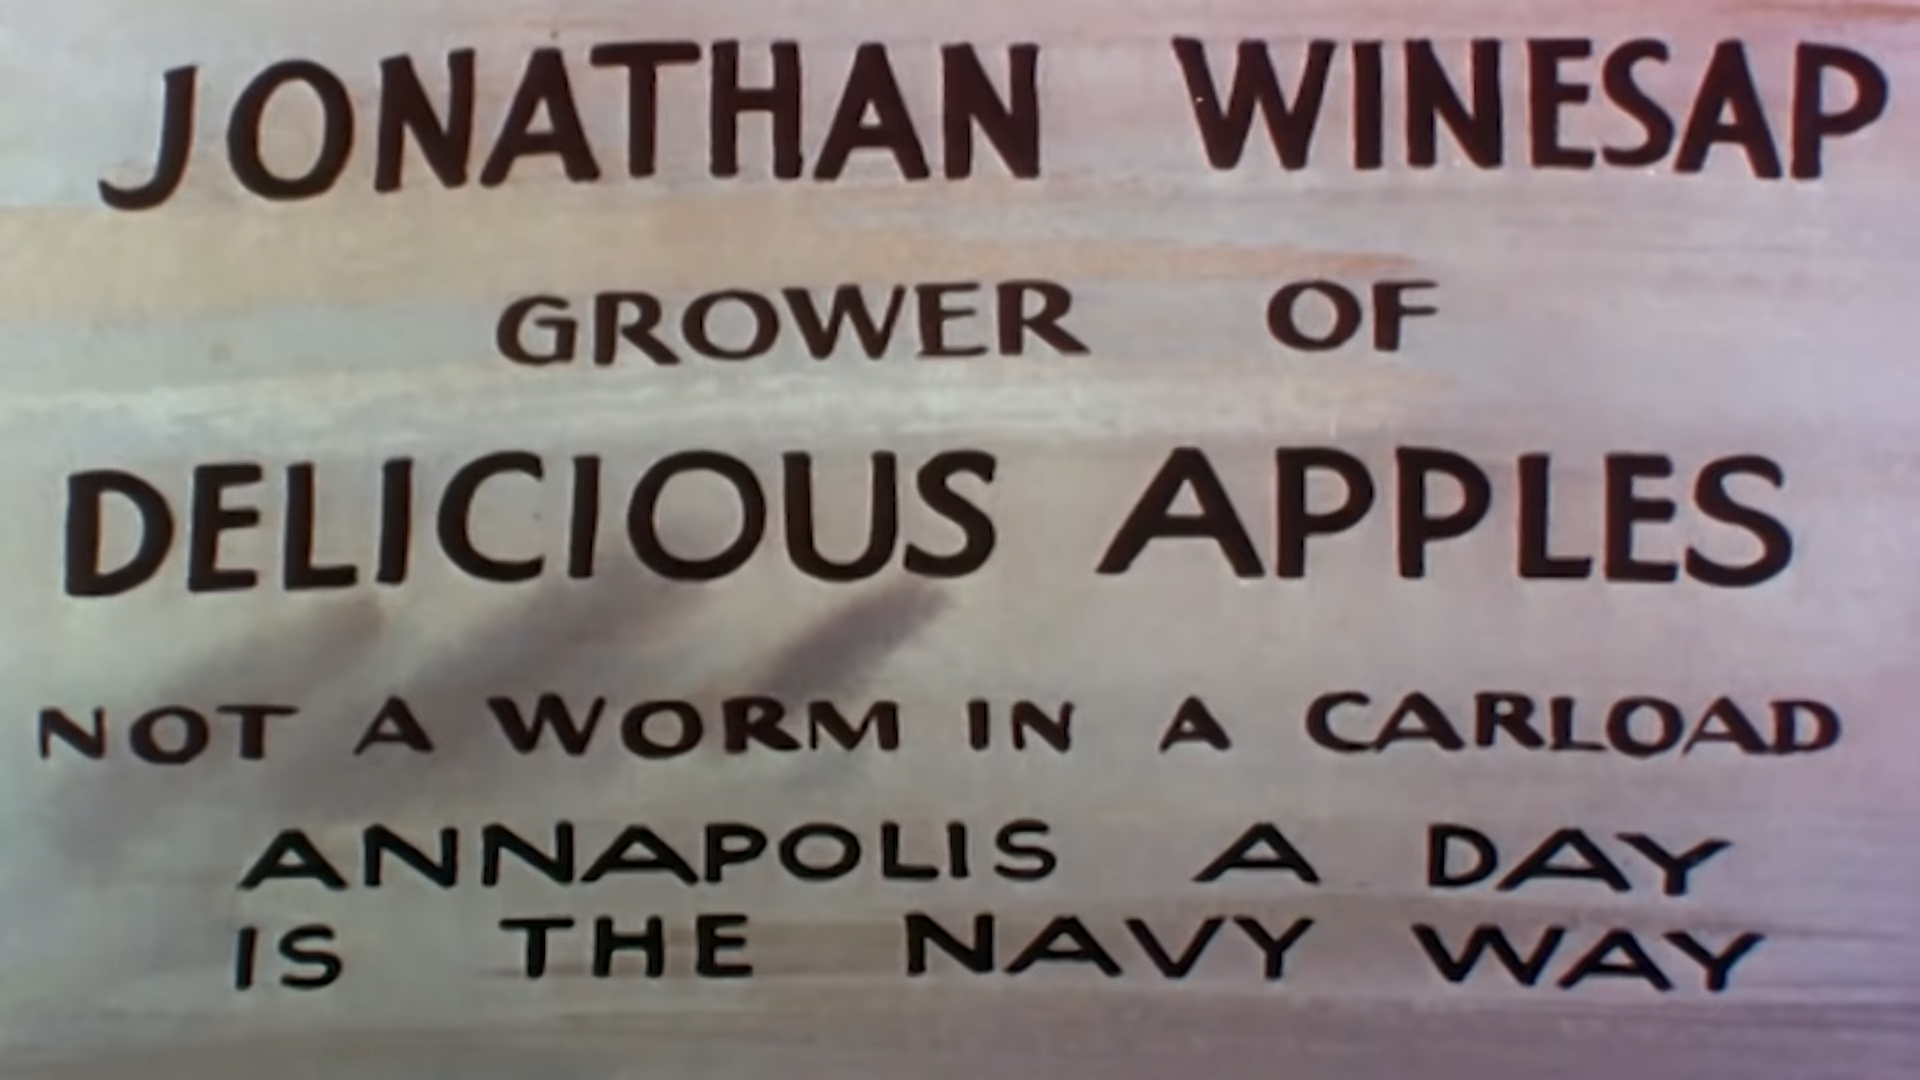 JONATHAN WINESAP
GROWER OF
DELICIOUS APPLES
NOT A WORM IN A CARLOAD
ANNAPOLIS A DAY
IS THE NAVY WAY